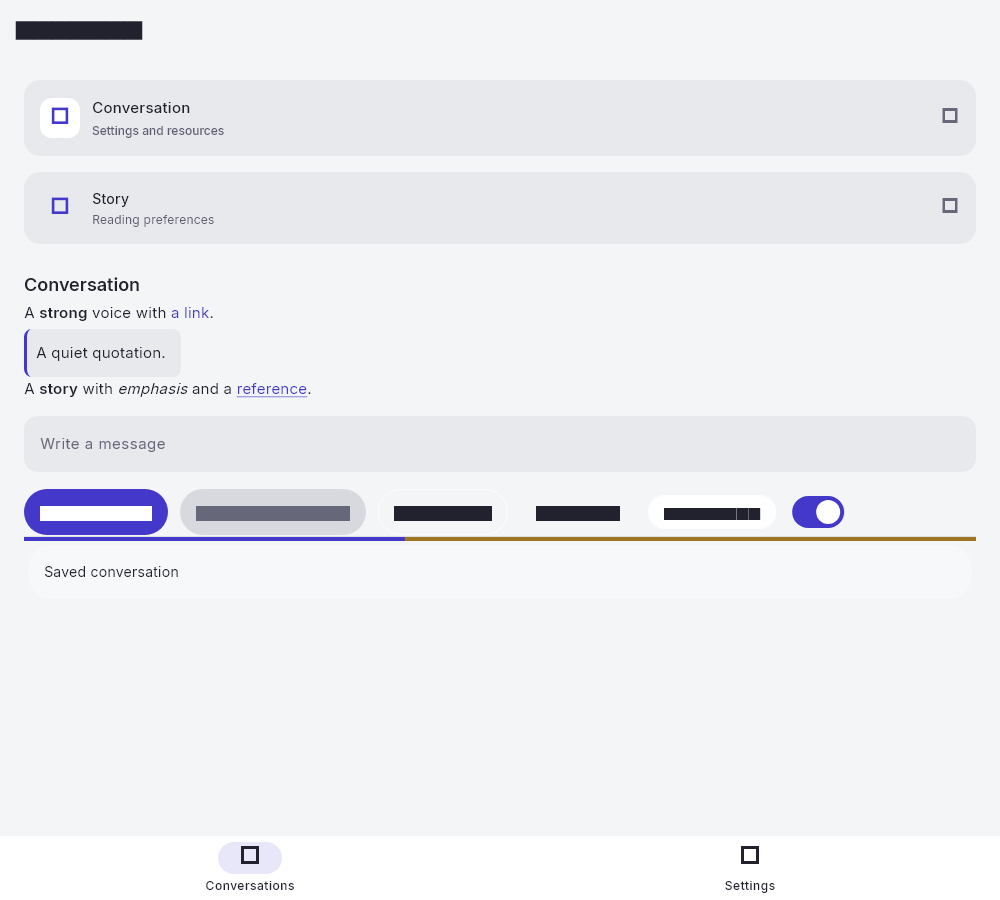 Conversation
Settings and resources
Story
Reading preferences
Conversation
A strong voice with a link.
A quiet quotation.
A story with emphasis and a reference.
Write a message
Saved conversation
Conversations
Settings